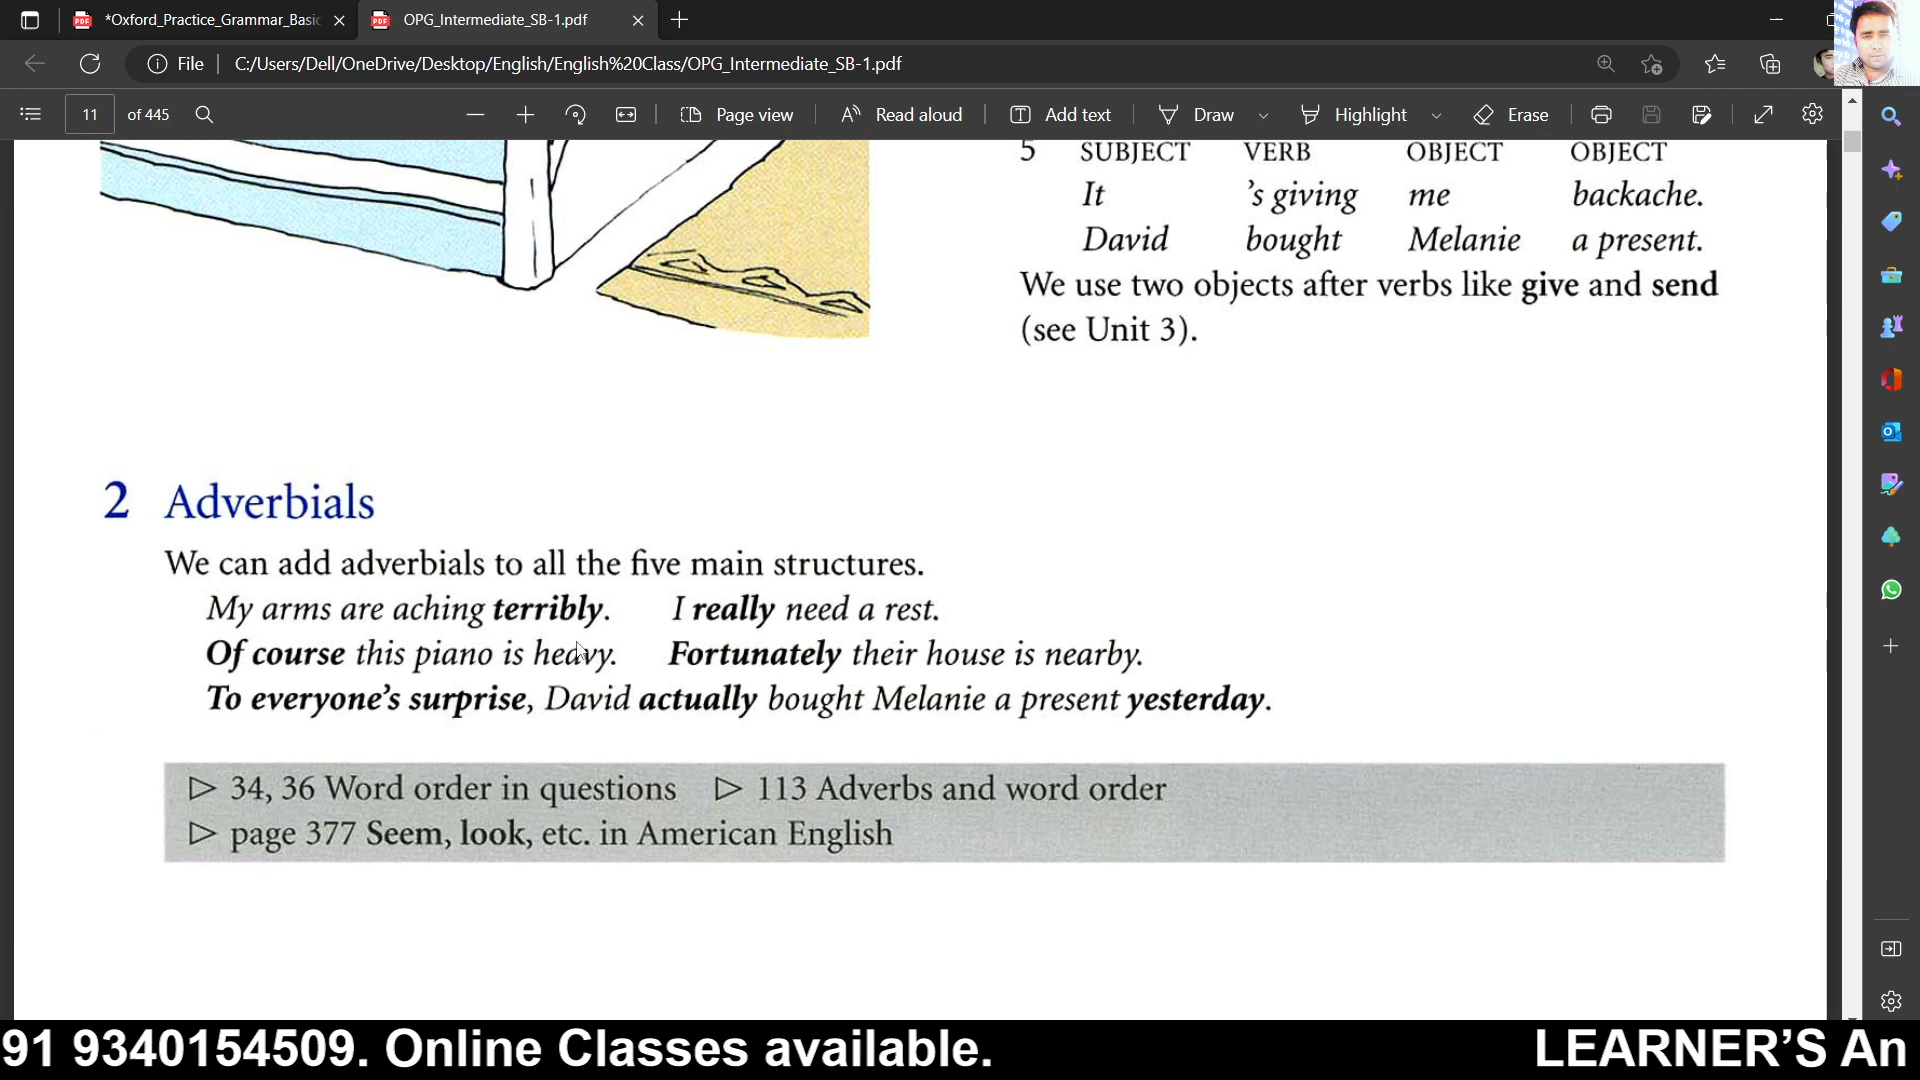 *Oxford_Practice_Grammar_Basic
OPG_Intermediate_SB-1.pdf
File
C:/Users/Dell/OneDrive/Desktop/English/English%20Class/OPG_Intermediate_SB-1.pdf
11 of 445
Page view
Read aloud
Add text
Draw
Highlight
Erase
5 SUBJECT VERB OBJECT OBJECT
It ’s giving me backache.
David bought Melanie a present.
We use two objects after verbs like give and send
(see Unit 3).
2 Adverbials
We can add adverbials to all the five main structures.
My arms are aching terribly. I really need a rest.
Of course this piano is heavy. Fortunately their house is nearby.
To everyone’s surprise, David actually bought Melanie a present yesterday.
▷ 34, 36 Word order in questions ▷ 113 Adverbs and word order
▷ page 377 Seem, look, etc. in American English
91 9340154509. Online Classes available. LEARNER’S An